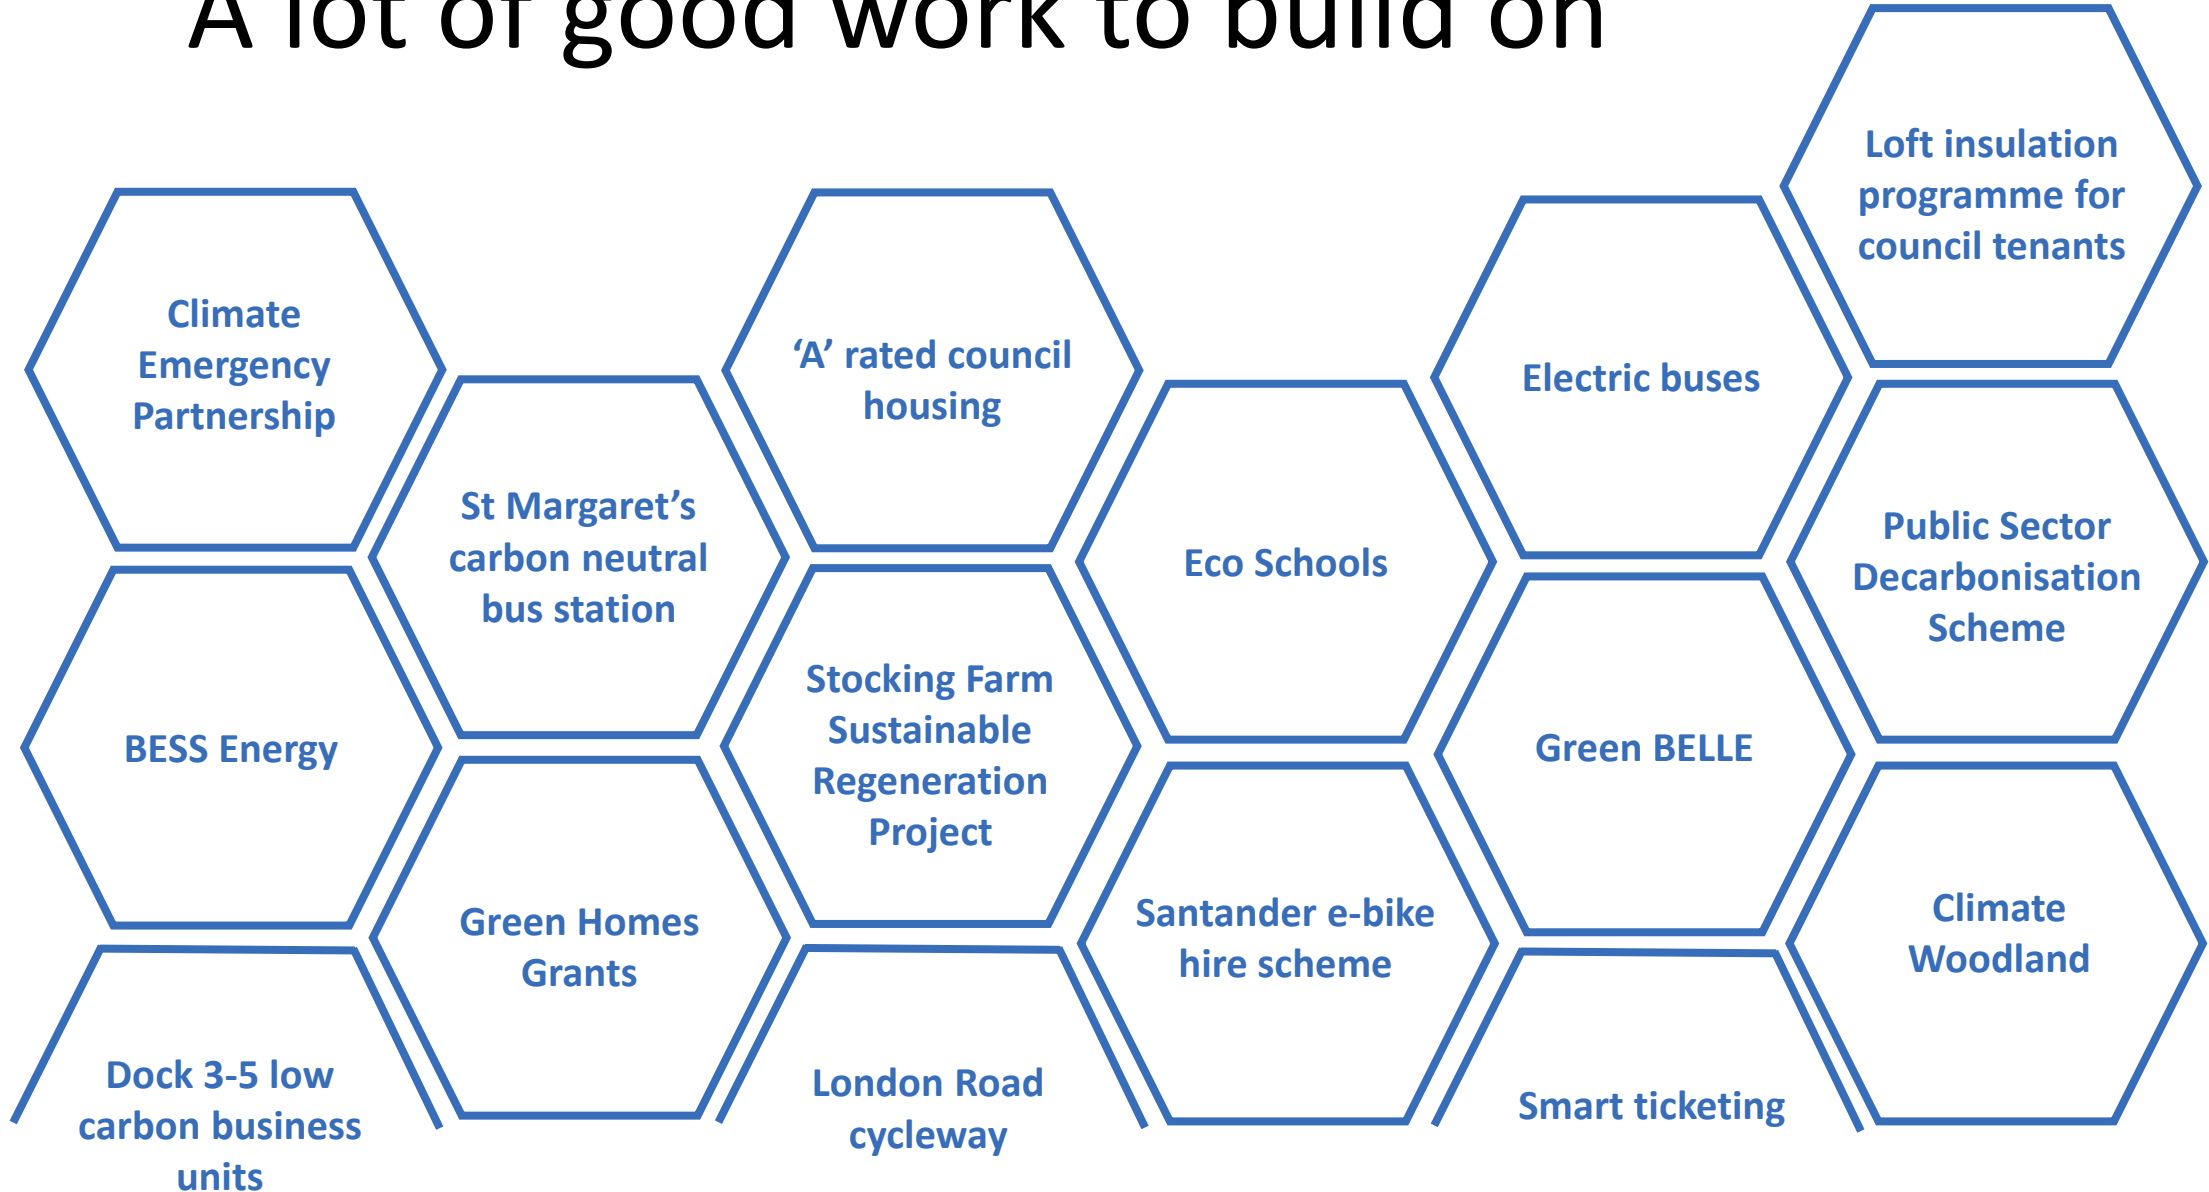 A lot of good work to build on
Loft insulation
programme for
council tenants
Climate
Emergency
Partnership
‘A’ rated council
housing
Electric buses
St Margaret’s
carbon neutral
bus station
Eco Schools
Public Sector
Decarbonisation
Scheme
BESS Energy
Stocking Farm
Sustainable
Regeneration
Project
Green BELLE
Green Homes
Grants
Santander e-bike
hire scheme
Climate
Woodland
Dock 3-5 low
carbon business
units
London Road
cycleway
Smart ticketing